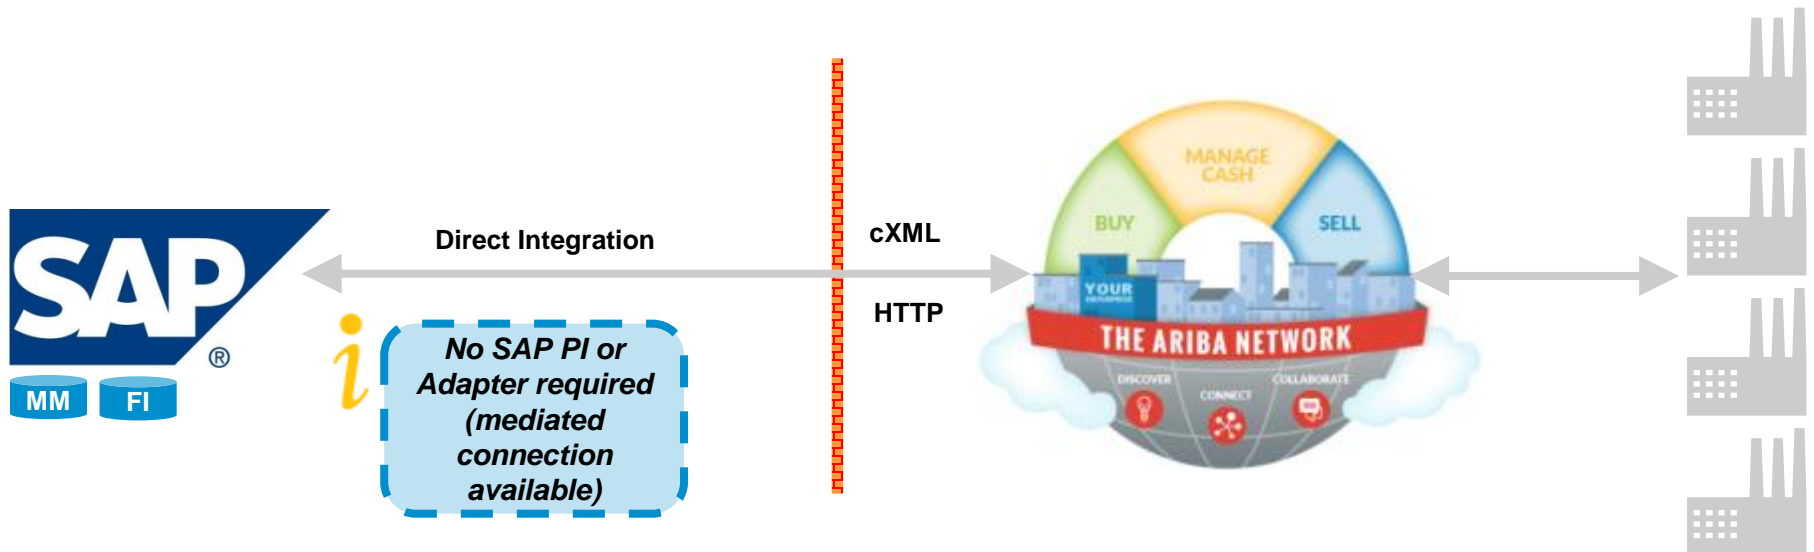 SAP
®
MM
FI
Direct Integration
No SAP PI or
Adapter required
(mediated
connection
available)
cXML
HTTP
MANAGE
CASH
BUY
SELL
YOUR
ENTERPRISE
THE ARIBA NETWORK
DISCOVER
CONNECT
COLLABORATE